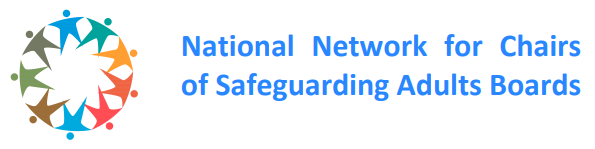 National Network for Chairs
of Safeguarding Adults Boards